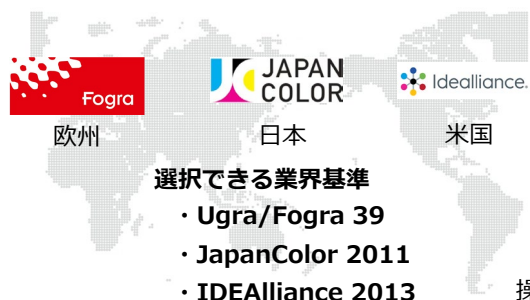 Fogra
JAPAN
COLOR
Idealliance.
欧州
日本
米国
選択できる業界基準
・Ugra/Fogra 39
・JapanColor 2011
・IDEAlliance 2013
操